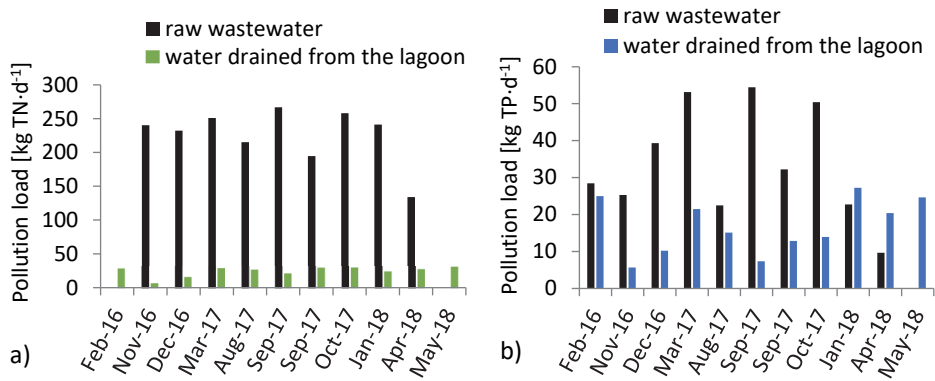 raw wastewater
water drained from the lagoon
Pollution load [kg TN·d⁻¹]
300
250
200
150
100
50
0
Feb-16
Nov-16
Dec-16
Mar-17
Aug-17
Sep-17
Sep-17
Oct-17
Jan-18
Apr-18
May-18
a)
raw wastewater
water drained from the lagoon
Pollution load [kg TP·d⁻¹]
60
50
40
30
20
10
0
Feb-16
Nov-16
Dec-16
Mar-17
Aug-17
Sep-17
Sep-17
Oct-17
Jan-18
Apr-18
May-18
b)